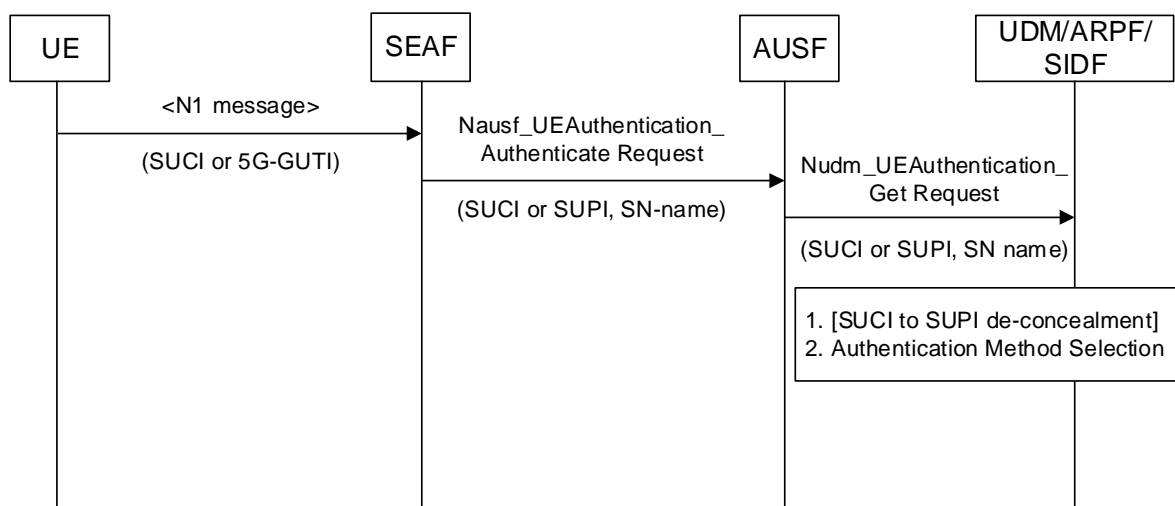 UE
SEAF
AUSF
UDM/ARPF/
SIDF
<N1 message>
(SUCI or 5G-GUTI)
Nausf_UEAuthentication_
Authenticate Request
(SUCI or SUPI, SN-name)
Nudm_UEAuthentication_
Get Request
(SUCI or SUPI, SN name)
1. [SUCI to SUPI de-concealment]
2. Authentication Method Selection